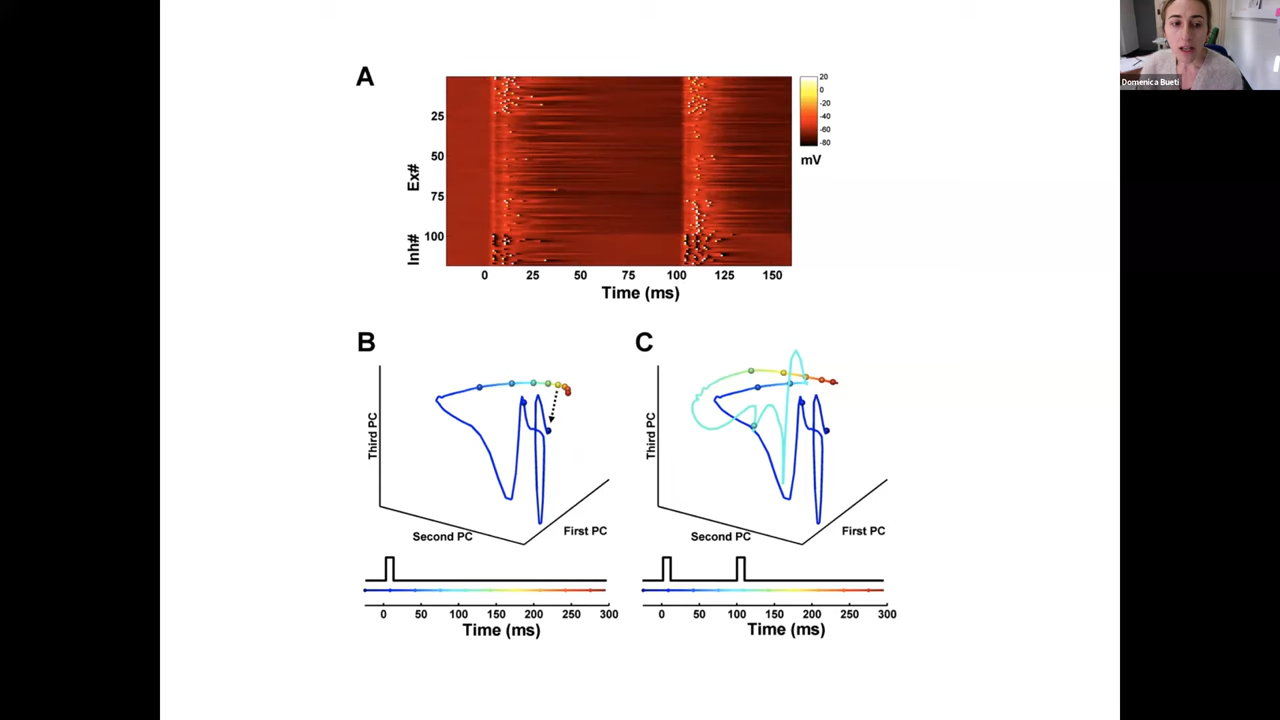 Domenica Bueti
A
20
0
-20
-40
-60
-80
mV
25
50
75
100
Ex#
Inh#
0 25 50 75 100 125 150
Time (ms)
B
Third PC
Second PC
First PC
0 50 100 150 200 250 300
Time (ms)
C
Third PC
Second PC
First PC
0 50 100 150 200 250 300
Time (ms)